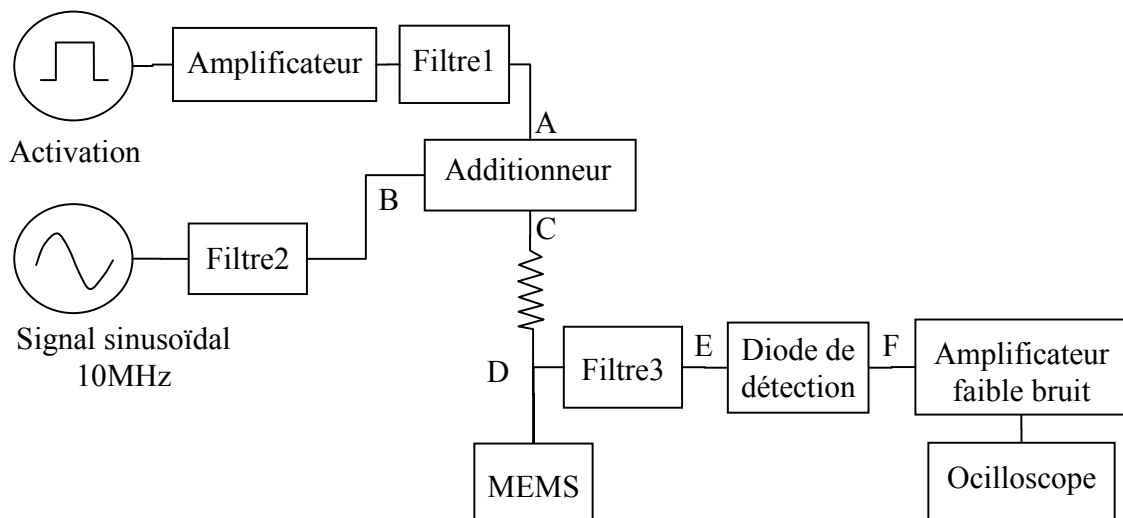 Amplificateur
Filtre1
Activation
A
Additionneur
B
C
Filtre2
Signal sinusoïdal
10MHz
D
Filtre3
E
Diode de
détection
F
Amplificateur
faible bruit
MEMS
Ocilloscope